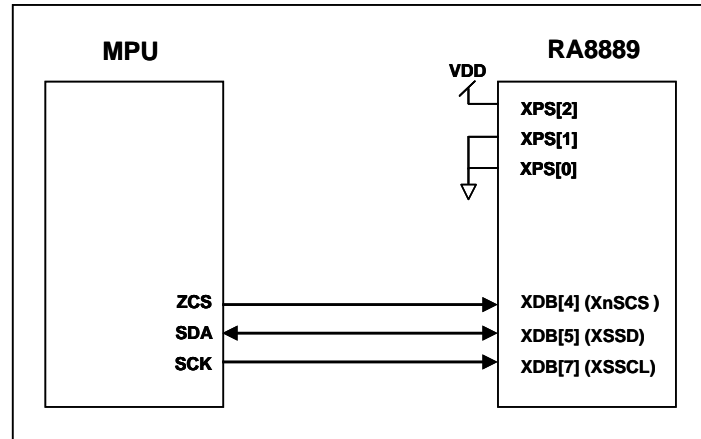 MPU
RA8889
VDD
XPS[2]
XPS[1]
XPS[0]
ZCS
XDB[4] (XnSCS )
SDA
XDB[5] (XSSD)
SCK
XDB[7] (XSSCL)